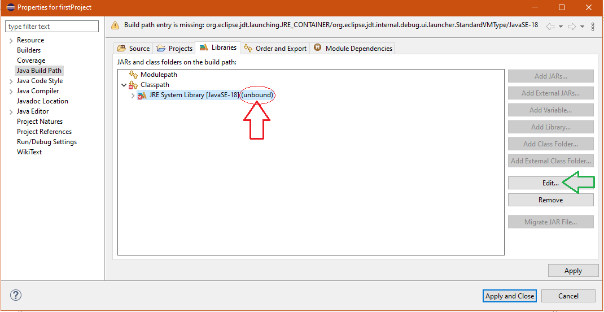 Properties for firstProject
type filter text
Build path entry is missing: org.eclipse.jdt.launching.JRE_CONTAINER/org.eclipse.jdt.internal.debug.ui.launcher.StandardVMType/JavaSE-18
Resource
Builders
Coverage
Java Build Path
Java Code Style
Java Compiler
Javadoc Location
Java Editor
Project Natures
Project References
Run/Debug Settings
WikiText
Source
Projects
Libraries
Order and Export
Module Dependencies
JARs and class folders on the build path:
Modulepath
Classpath
JRE System Library [JavaSE-18] (unbound)
Add JARs...
Add External JARs...
Add Variable...
Add Library...
Add Class Folder...
Add External Class Folder...
Edit...
Remove
Migrate JAR File...
Apply
Apply and Close
Cancel